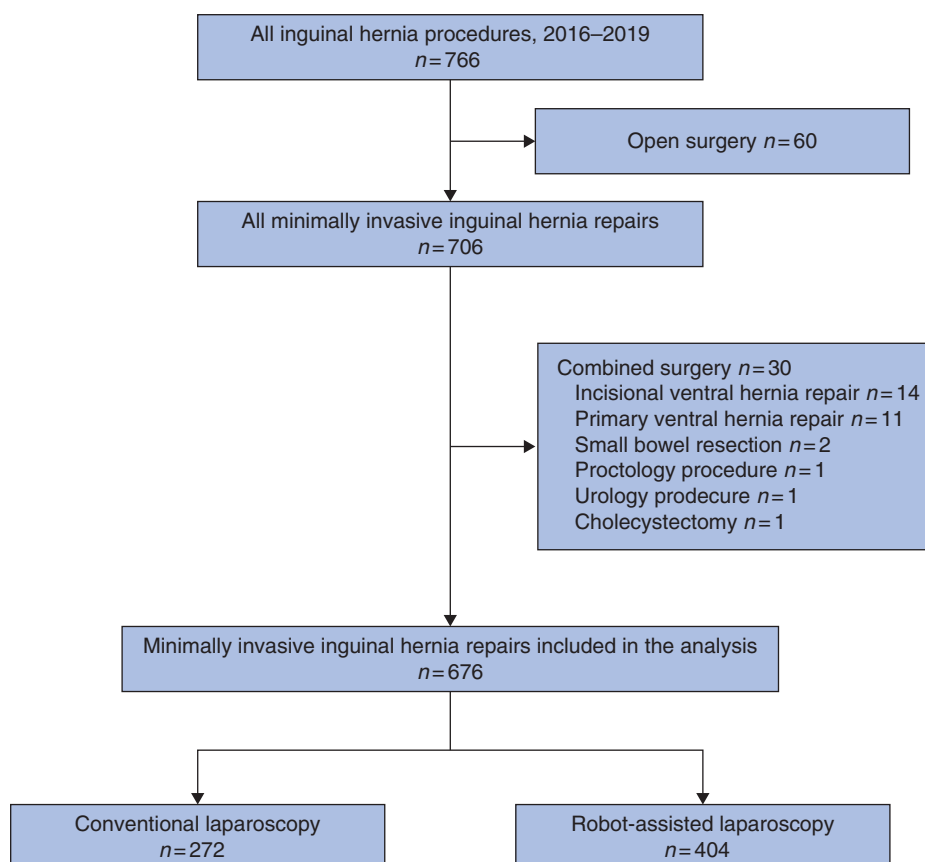 All inguinal hernia procedures, 2016–2019
n=766
Open surgery n=60
All minimally invasive inguinal hernia repairs
n=706
Combined surgery n=30
Incisional ventral hernia repair n=14
Primary ventral hernia repair n=11
Small bowel resection n=2
Proctology procedure n=1
Urology prodecure n=1
Cholecystectomy n=1
Minimally invasive inguinal hernia repairs included in the analysis
n=676
Conventional laparoscopy
n=272
Robot-assisted laparoscopy
n=404